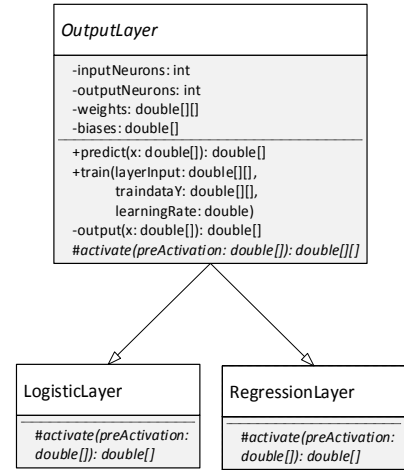 OutputLayer
-inputNeurons: int
-outputNeurons: int
-weights: double[][]
-biases: double[]
+predict(x: double[]): double[]
+train(layerInput: double[][],
traindataY: double[][],
learningRate: double)
-output(x: double[]): double[]
#activate(preActivation: double[]): double[][]
LogisticLayer
#activate(preActivation:
double[]): double[]
RegressionLayer
#activate(preActivation:
double[]): double[]